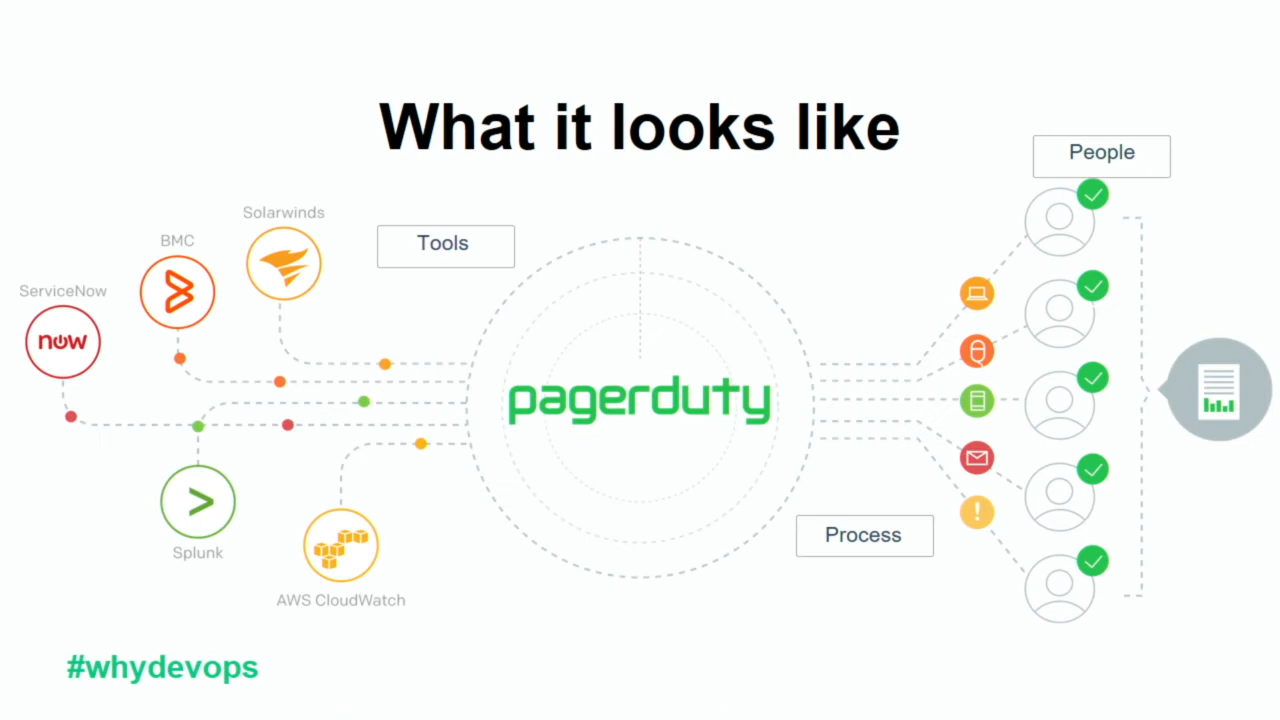 What it looks like
People
Solarwinds
Tools
BMC
ServiceNow
now
pagerduty
Process
Splunk
AWS CloudWatch
#whydevops